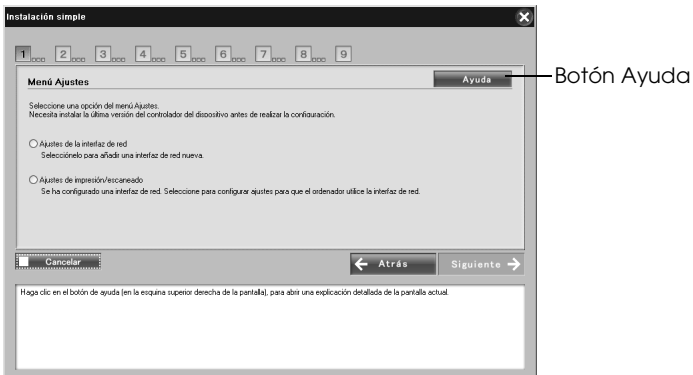 Instalación simple
1 2 3 4 5 6 7 8 9
Menú Ajustes
Ayuda
Botón Ayuda
Seleccione una opción del menú Ajustes.
Necesita instalar la última versión del controlador del dispositivo antes de realizar la configuración.
Ajustes de la interfaz de red
Selecciónelo para añadir una interfaz de red nueva.
Ajustes de impresión/escaneado
Se ha configurado una interfaz de red. Seleccione para configurar ajustes para que el ordenador utilice la interfaz de red.
Cancelar
Atrás
Siguiente
Haga clic en el botón de ayuda (en la esquina superior derecha de la pantalla), para abrir una explicación detallada de la pantalla actual.